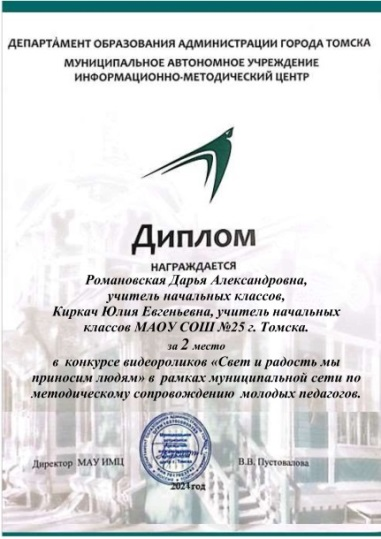 ДЕПАРТАМЕНТ ОБРАЗОВАНИЯ АДМИНИСТРАЦИИ ГОРОДА ТОМСКА
МУНИЦИПАЛЬНОЕ АВТОНОМНОЕ УЧРЕЖДЕНИЕ
ИНФОРМАЦИОННО-МЕТОДИЧЕСКИЙ ЦЕНТР
Диплом
НАГРАЖДАЕТСЯ
Романовская Дарья Александровна,
учитель начальных классов,
Киркач Юлия Евгеньевна, учитель начальных
классов МАОУ СОШ №25 г. Томска.
за 2 место
в конкурсе видеороликов «Свет и радость мы
приносим людям» в рамках муниципальной сети по
методическому сопровождению молодых педагогов.
Директор МАУ ИМЦ В.В. Пустовалова
2024 год